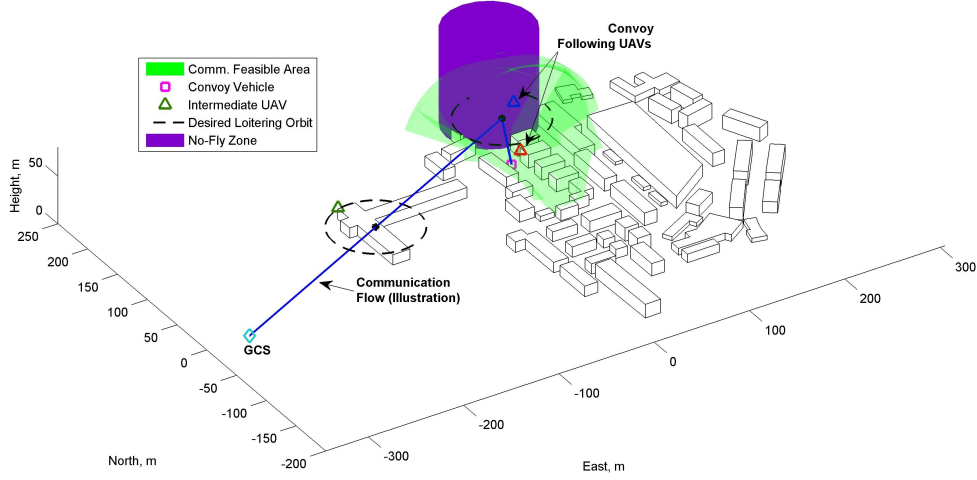 Convoy
Following UAVs
Comm. Feasible Area
Convoy Vehicle
Intermediate UAV
Desired Loitering Orbit
No-Fly Zone
Height, m
50
0
250
200
150
100
50
0
-50
-100
-150
-200
North, m
Communication
Flow (Illustration)
GCS
-300
-200
-100
0
100
200
300
East, m